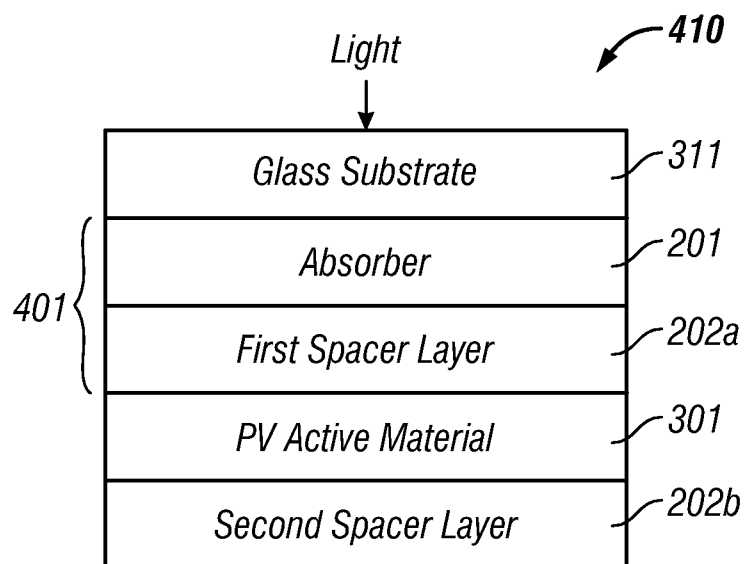 410
Light
Glass Substrate 311
Absorber 201
401
First Spacer Layer 202a
PV Active Material 301
Second Spacer Layer 202b